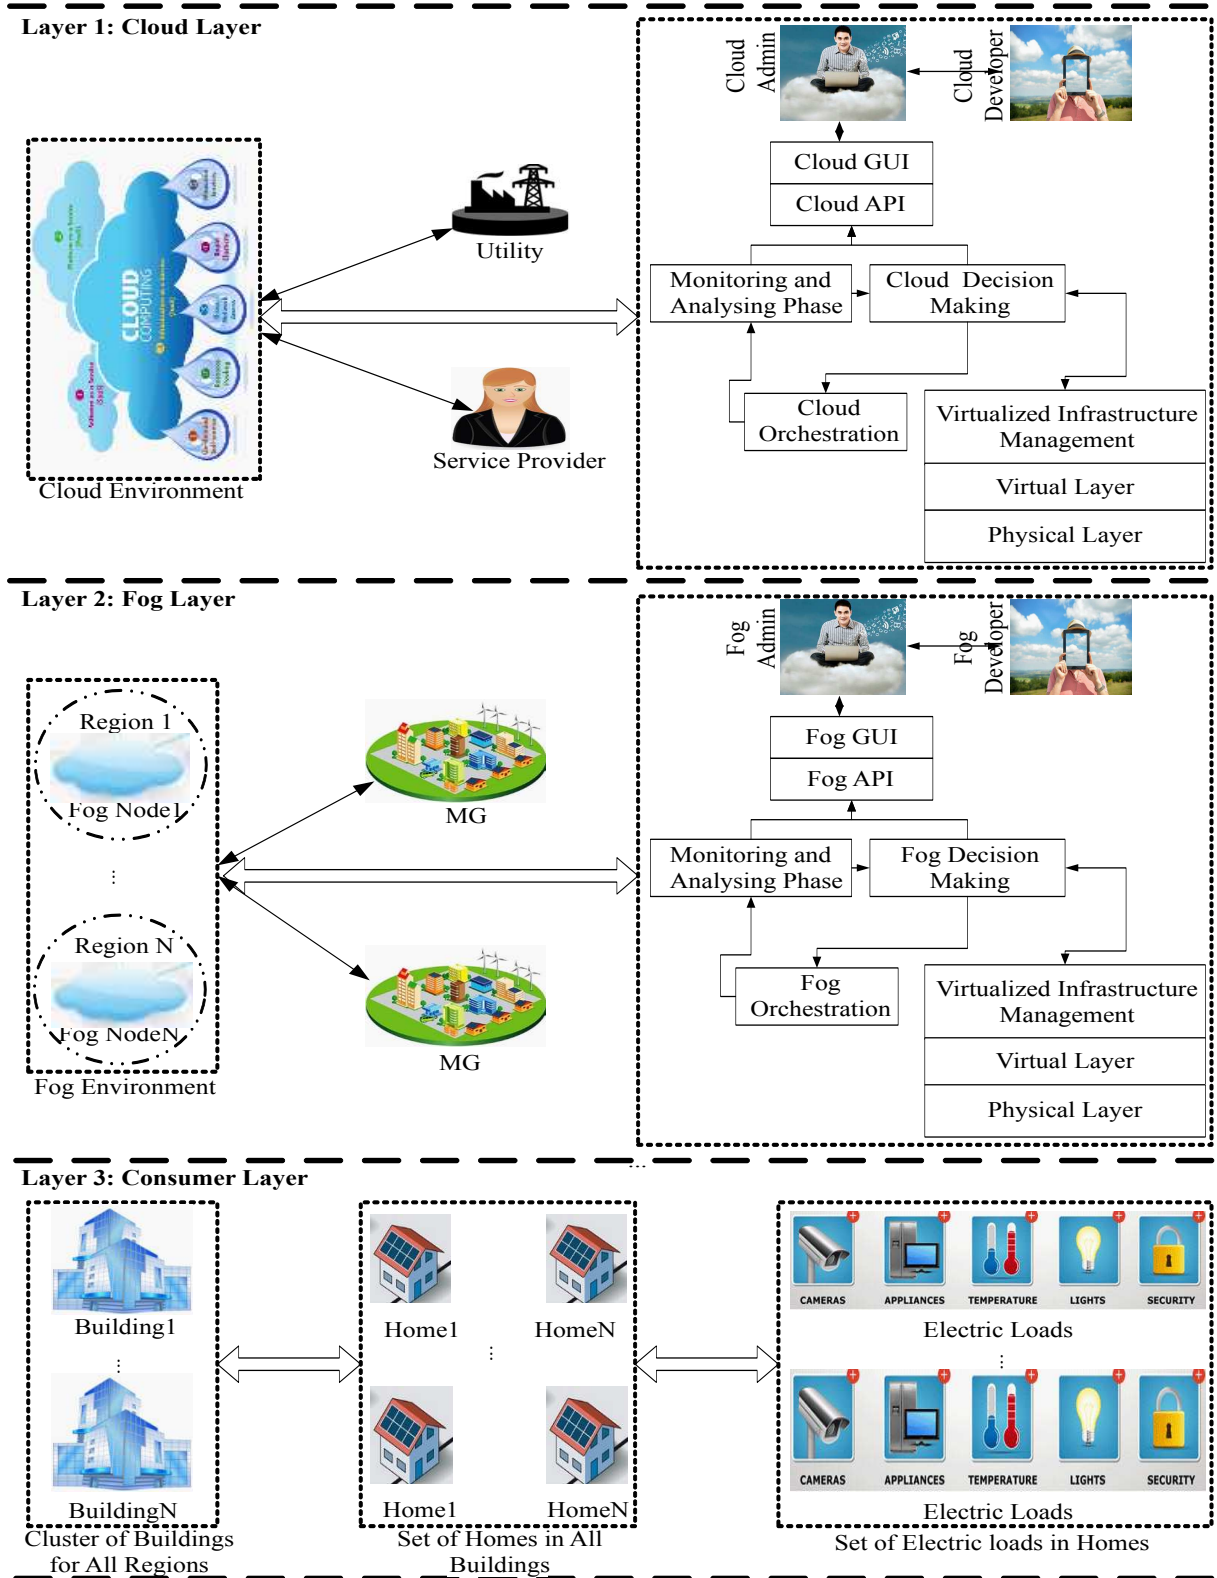 Layer 1: Cloud Layer
Cloud
Admin
Cloud
Developer
Cloud GUI
Cloud API
CLOUD
COMPUTING
Utility
Monitoring and
Analysing Phase
Cloud Decision
Making
Service Provider
Cloud
Orchestration
Virtualized Infrastructure
Management
Virtual Layer
Physical Layer
Cloud Environment
Layer 2: Fog Layer
Fog
Admin
Fog
Developer
Region 1
Fog Node1
...
Region N
Fog NodeN
Fog Environment
MG
MG
Fog GUI
Fog API
Monitoring and
Analysing Phase
Fog Decision
Making
Fog
Orchestration
Virtualized Infrastructure
Management
Virtual Layer
Physical Layer
...
Layer 3: Consumer Layer
Building1
...
BuildingN
Cluster of Buildings
for All Regions
Home1
HomeN
...
Home1
HomeN
Set of Homes in All
Buildings
CAMERAS
APPLIANCES
TEMPERATURE
LIGHTS
SECURITY
Electric Loads
...
CAMERAS
APPLIANCES
TEMPERATURE
LIGHTS
SECURITY
Electric Loads
Set of Electric loads in Homes